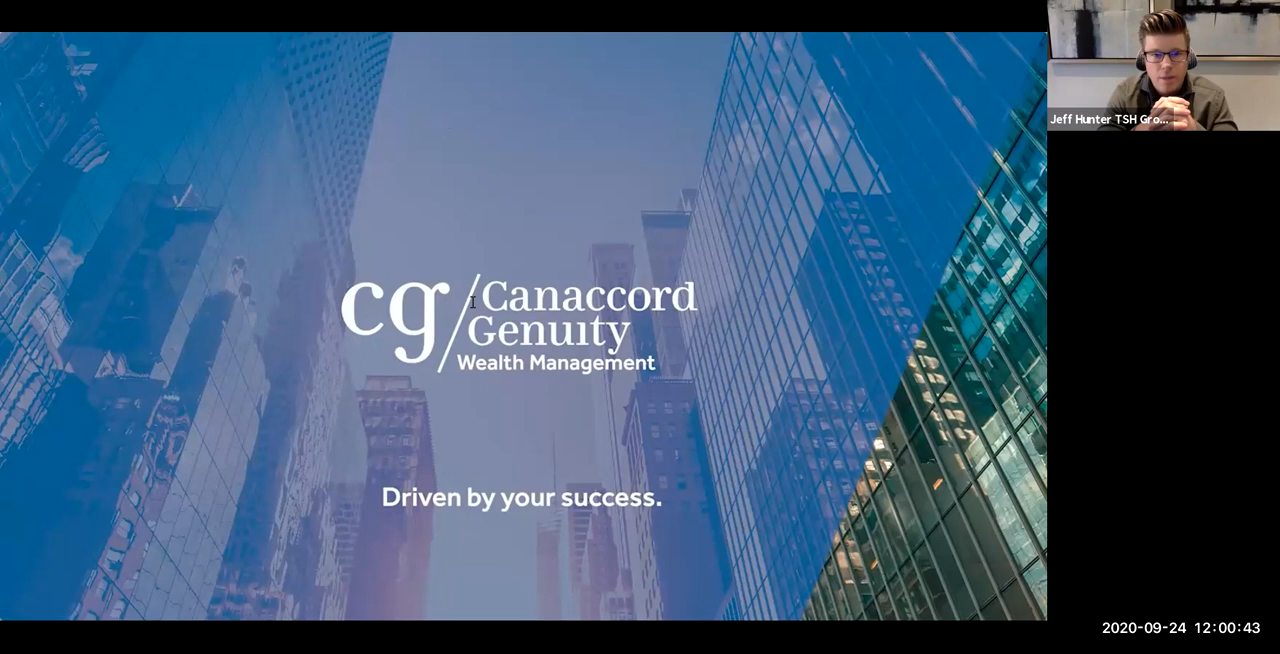 Jeff Hunter TSH Gro...
cg/Canaccord
Genuity
Wealth Management
Driven by your success.
2020-09-24 12:00:43